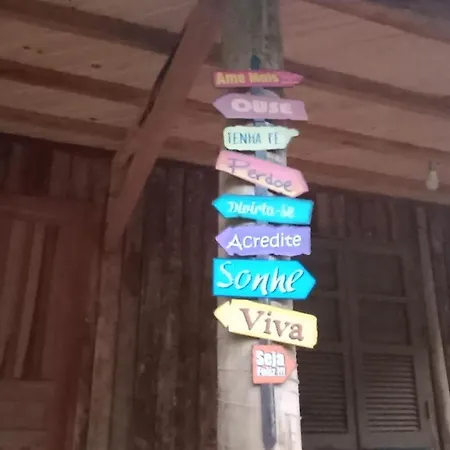 Ame Mais
OUSE
TENHA FÉ
Perdoe
Divirta-se
Acredite
Sonhe
Viva
Seja
Feliz!!!